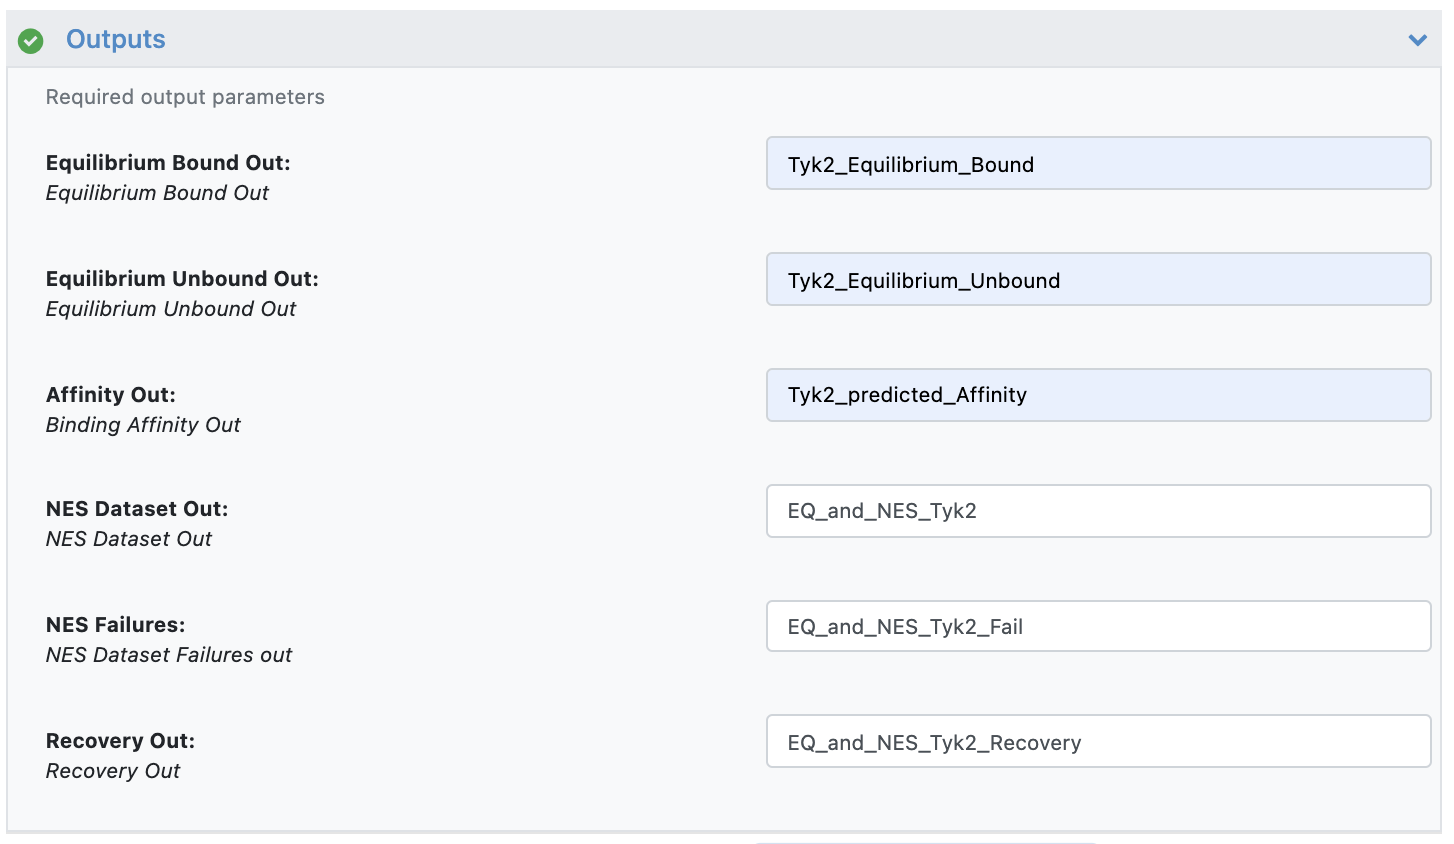 Outputs
Required output parameters
Equilibrium Bound Out:
Tyk2_Equilibrium_Bound
Equilibrium Bound Out
Equilibrium Unbound Out:
Tyk2_Equilibrium_Unbound
Equilibrium Unbound Out
Affinity Out:
Tyk2_predicted_Affinity
Binding Affinity Out
NES Dataset Out:
EQ_and_NES_Tyk2
NES Dataset Out
NES Failures:
EQ_and_NES_Tyk2_Fail
NES Dataset Failures out
Recovery Out:
EQ_and_NES_Tyk2_Recovery
Recovery Out